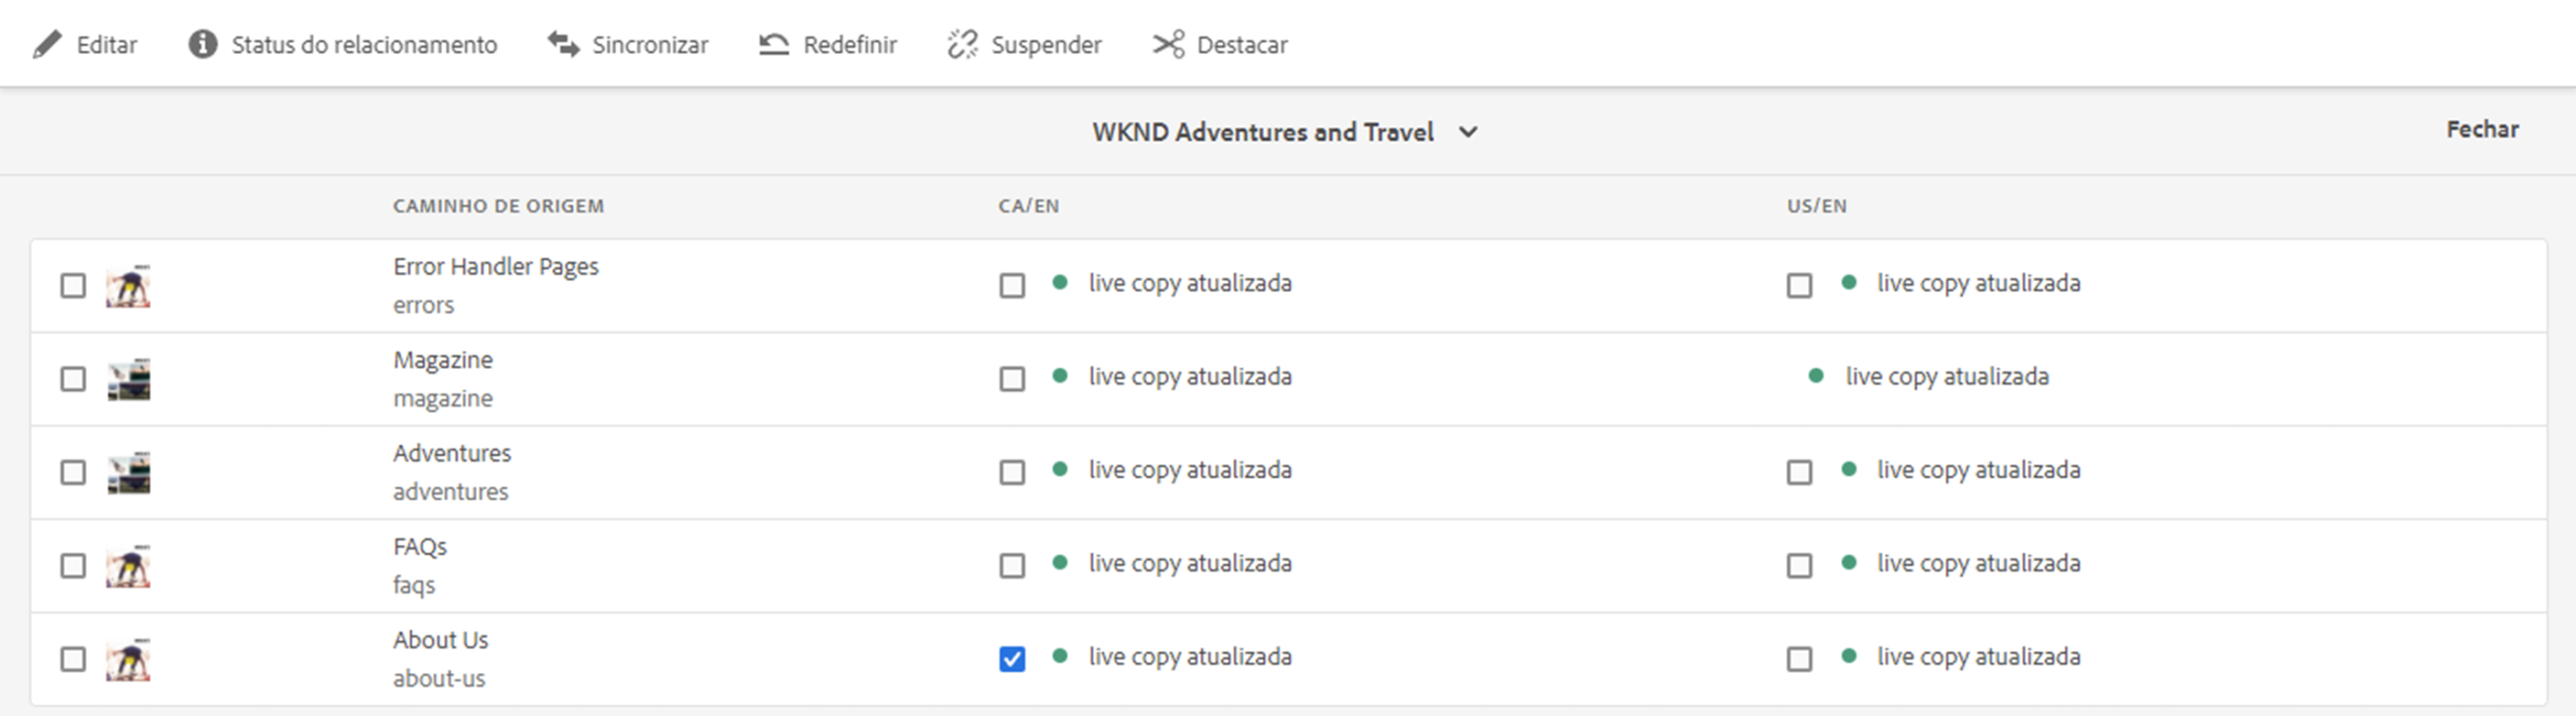 Editar Status do relacionamento Sincronizar Redefinir Suspender Destacar
WKND Adventures and Travel Fechar
CAMINHO DE ORIGEM CA/EN US/EN
Error Handler Pages
errors
live copy atualizada live copy atualizada
Magazine
magazine
live copy atualizada live copy atualizada
Adventures
adventures
live copy atualizada live copy atualizada
FAQs
faqs
live copy atualizada live copy atualizada
About Us
about-us
live copy atualizada live copy atualizada